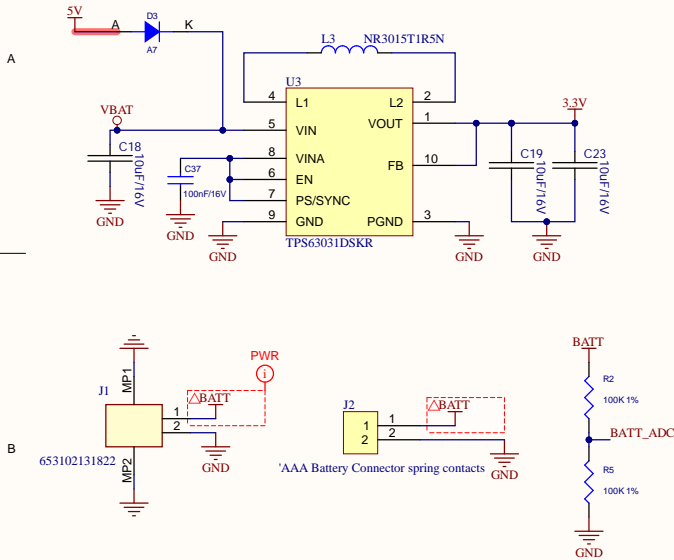 5V
D3
A
K
A7
L3
NR3015T1R5N
A
U3
4
L1
L2
2
VBAT
VOUT
1
3.3V
5
VIN
C18
10uF/16V
8
VINA
FB
10
C19
10uF/16V
C23
10uF/16V
C37
6
EN
100nF/16V
7
PS/SYNC
9
GND
PGND
3
GND
GND
GND
TPS63031DSKR
GND
GND
GND
PWR
i
BATT
MP1
J1
R2
BATT
J2
BATT
100K 1%
1
1
1
2
2
2
BATT_ADC
B
MP2
653102131822
GND
'AAA Battery Connector spring contacts
GND
R5
100K 1%
GND